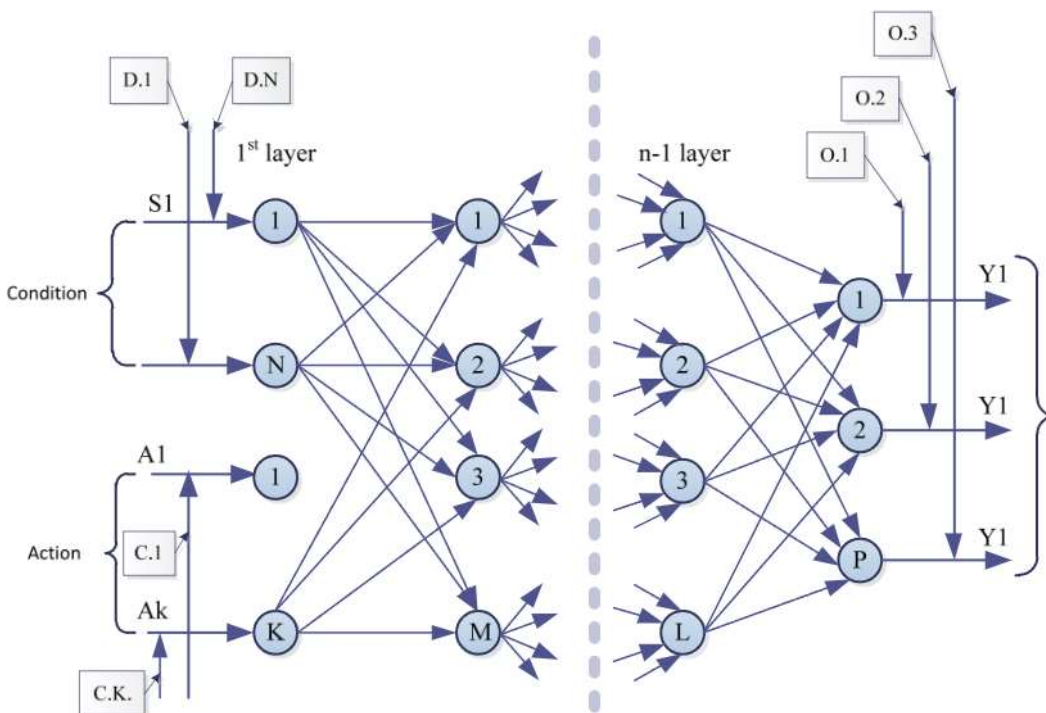 O.3
D.1
D.N
O.2
O.1
1st layer
n-1 layer
S1
1
1
1
Condition
1
Y1
N
2
2
2
Y1
A1
1
3
3
Action
C.1
P
Y1
Ak
K
M
L
C.K.